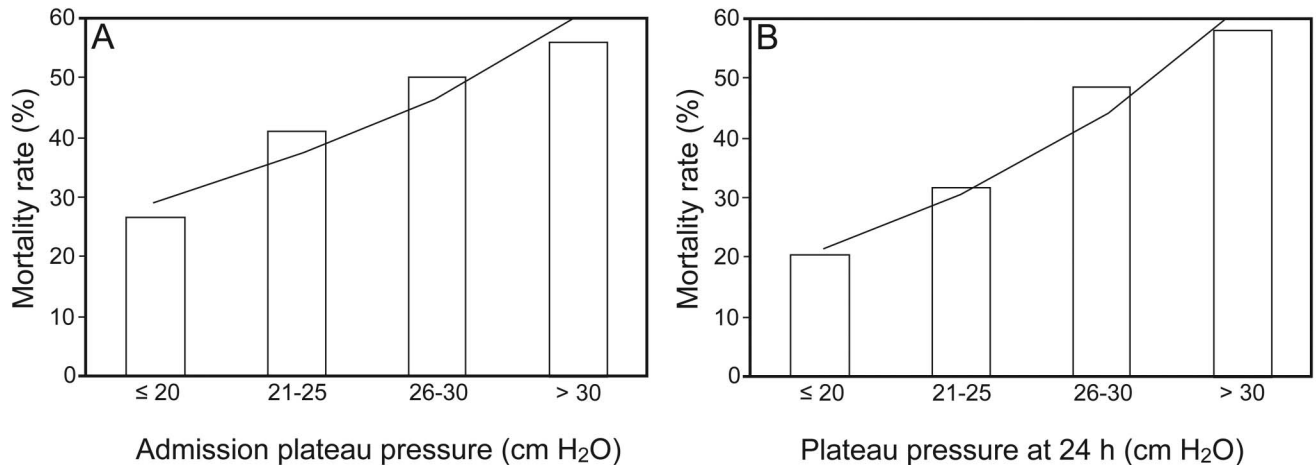 A
Mortality rate (%)
60
50
40
30
20
10
0
≤ 20 21-25 26-30 > 30
Admission plateau pressure (cm H₂O)
B
Mortality rate (%)
60
50
40
30
20
10
0
≤ 20 21-25 26-30 > 30
Plateau pressure at 24 h (cm H₂O)